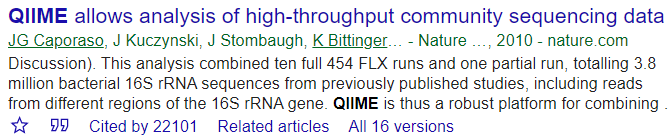 QIIME allows analysis of high-throughput community sequencing data
JG Caporaso, J Kuczynski, J Stombaugh, K Bittinger… - Nature …, 2010 - nature.com
Discussion). This analysis combined ten full 454 FLX runs and one partial run, totalling 3.8
million bacterial 16S rRNA sequences from previously published studies, including reads
from different regions of the 16S rRNA gene. QIIME is thus a robust platform for combining .
Cited by 22101 Related articles All 16 versions